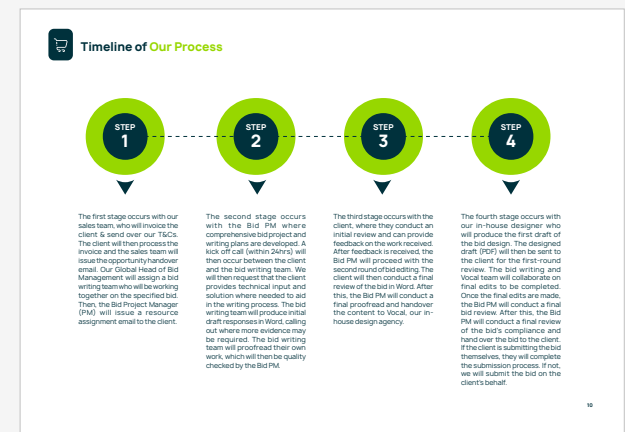 Timeline of Our Process
STEP
1
STEP
2
STEP
3
STEP
4
The first stage occurs with our
sales team, who will invoice the
client & send over our T&Cs.
The client will then process the
invoice and the sales team will
issue the opportunity handover
email. Our Global Head of Bid
Management will assign a bid
writing team who will be working
together on the specified bid.
Then, the Bid Project Manager
(PM) will issue a resource
assignment email to the client.
The second stage occurs
with the Bid PM where
comprehensive bid project and
writing plans are developed. A
kick off call (within 24hrs) will
then occur between the client
and the bid writing team. We
will then request that the client
provides technical input and
solution where needed to aid
in the writing process. The bid
writing team will produce initial
draft responses in Word, calling
out where more evidence may
be required. The bid writing
team will proofread their own
work, which will then be quality
checked by the Bid PM.
The third stage occurs with the
client, where they conduct an
initial review and can provide
feedback on the work received.
After feedback is received, the
Bid PM will proceed with the
second round of bid editing. The
client will then conduct a final
review of the bid in Word. After
this, the Bid PM will conduct a
final proofread and handover
the content to Vocal, our in-
house design agency.
The fourth stage occurs with
our in-house designer who
will produce the first draft of
the bid design. The designed
draft (PDF) will then be sent to
the client for the first-round
review. The bid writing and
Vocal team will collaborate on
final edits to be completed.
Once the final edits are made,
the Bid PM will conduct a final
bid review. After this, the Bid
PM will conduct a final review
of the bid's compliance and
hand over the bid to the client.
If the client is submitting the bid
themselves, they will complete
the submission process. If not,
we will submit the bid on the
client's behalf.
10